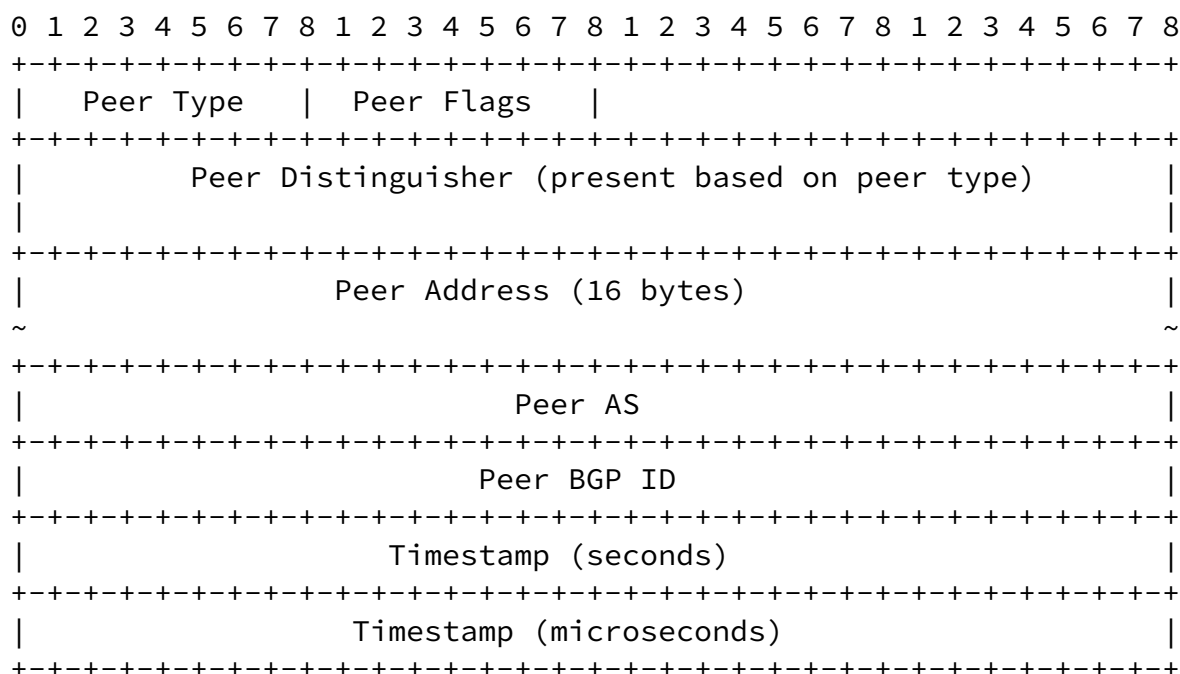 0 1 2 3 4 5 6 7 8 1 2 3 4 5 6 7 8 1 2 3 4 5 6 7 8 1 2 3 4 5 6 7 8
+-+-+-+-+-+-+-+-+-+-+-+-+-+-+-+-+-+-+-+-+-+-+-+-+-+-+-+-+-+-+-+-+
|   Peer Type   |  Peer Flags   |
+-+-+-+-+-+-+-+-+-+-+-+-+-+-+-+-+-+-+-+-+-+-+-+-+-+-+-+-+-+-+-+-+
|         Peer Distinguisher (present based on peer type)       |
|                                                               |
+-+-+-+-+-+-+-+-+-+-+-+-+-+-+-+-+-+-+-+-+-+-+-+-+-+-+-+-+-+-+-+-+
|                 Peer Address (16 bytes)                       |
~                                                               ~
+-+-+-+-+-+-+-+-+-+-+-+-+-+-+-+-+-+-+-+-+-+-+-+-+-+-+-+-+-+-+-+-+
|                           Peer AS                             |
+-+-+-+-+-+-+-+-+-+-+-+-+-+-+-+-+-+-+-+-+-+-+-+-+-+-+-+-+-+-+-+-+
|                         Peer BGP ID                           |
+-+-+-+-+-+-+-+-+-+-+-+-+-+-+-+-+-+-+-+-+-+-+-+-+-+-+-+-+-+-+-+-+
|                    Timestamp (seconds)                        |
+-+-+-+-+-+-+-+-+-+-+-+-+-+-+-+-+-+-+-+-+-+-+-+-+-+-+-+-+-+-+-+-+
|                  Timestamp (microseconds)                     |
+-+-+-+-+-+-+-+-+-+-+-+-+-+-+-+-+-+-+-+-+-+-+-+-+-+-+-+-+-+-+-+-+